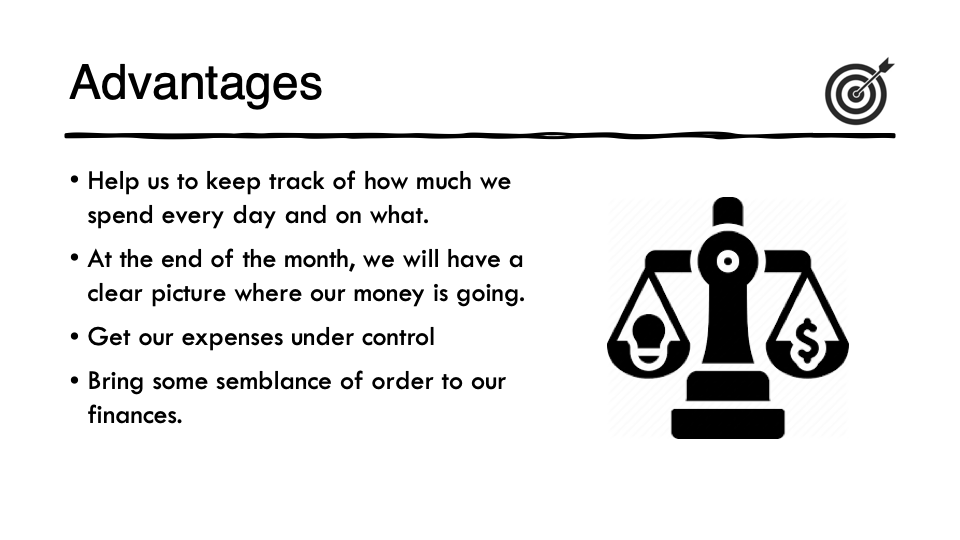 Advantages
• Help us to keep track of how much we
spend every day and on what.
• At the end of the month, we will have a
clear picture where our money is going.
• Get our expenses under control
• Bring some semblance of order to our
finances.
$